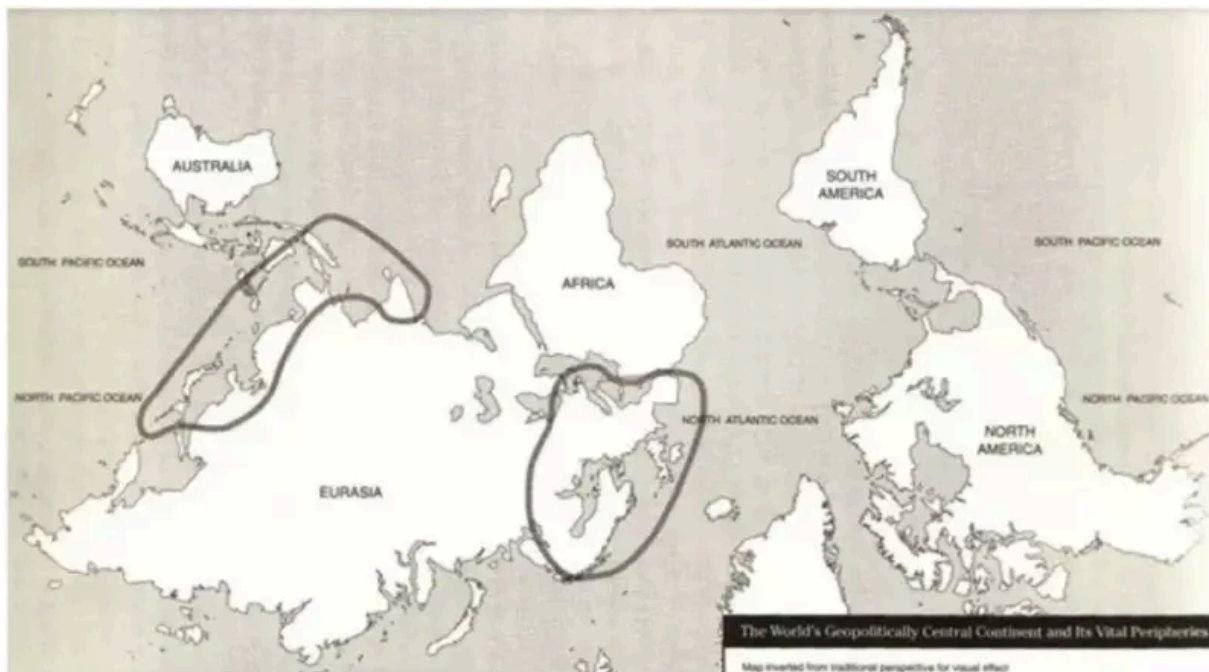 AUSTRALIA
SOUTH
AMERICA
SOUTH PACIFIC OCEAN
SOUTH ATLANTIC OCEAN
SOUTH PACIFIC OCEAN
AFRICA
NORTH PACIFIC OCEAN
NORTH ATLANTIC OCEAN
NORTH PACIFIC OCEAN
NORTH
AMERICA
EURASIA
The World's Geopolitically Central Continent and Its Vital Peripheries
Map inverted from traditional perspective for visual effect